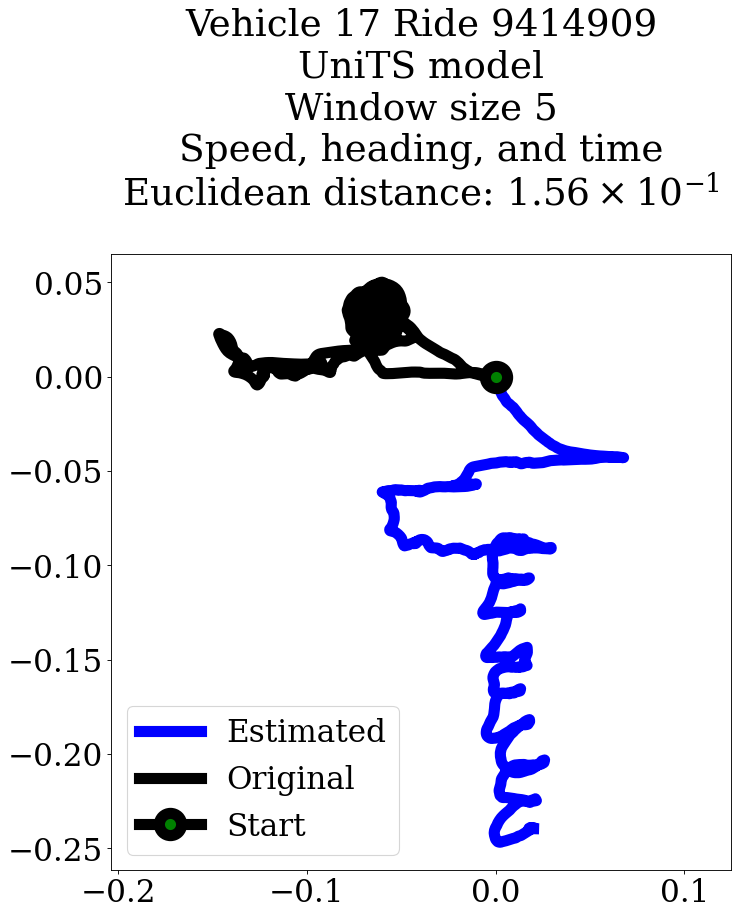 Vehicle 17 Ride 9414909
UniTS model
Window size 5
Speed, heading, and time
Euclidean distance: 1.56 × 10⁻¹
0.05
0.00
−0.05
−0.10
−0.15
−0.20
−0.25
Estimated
Original
Start
−0.2
−0.1
0.0
0.1